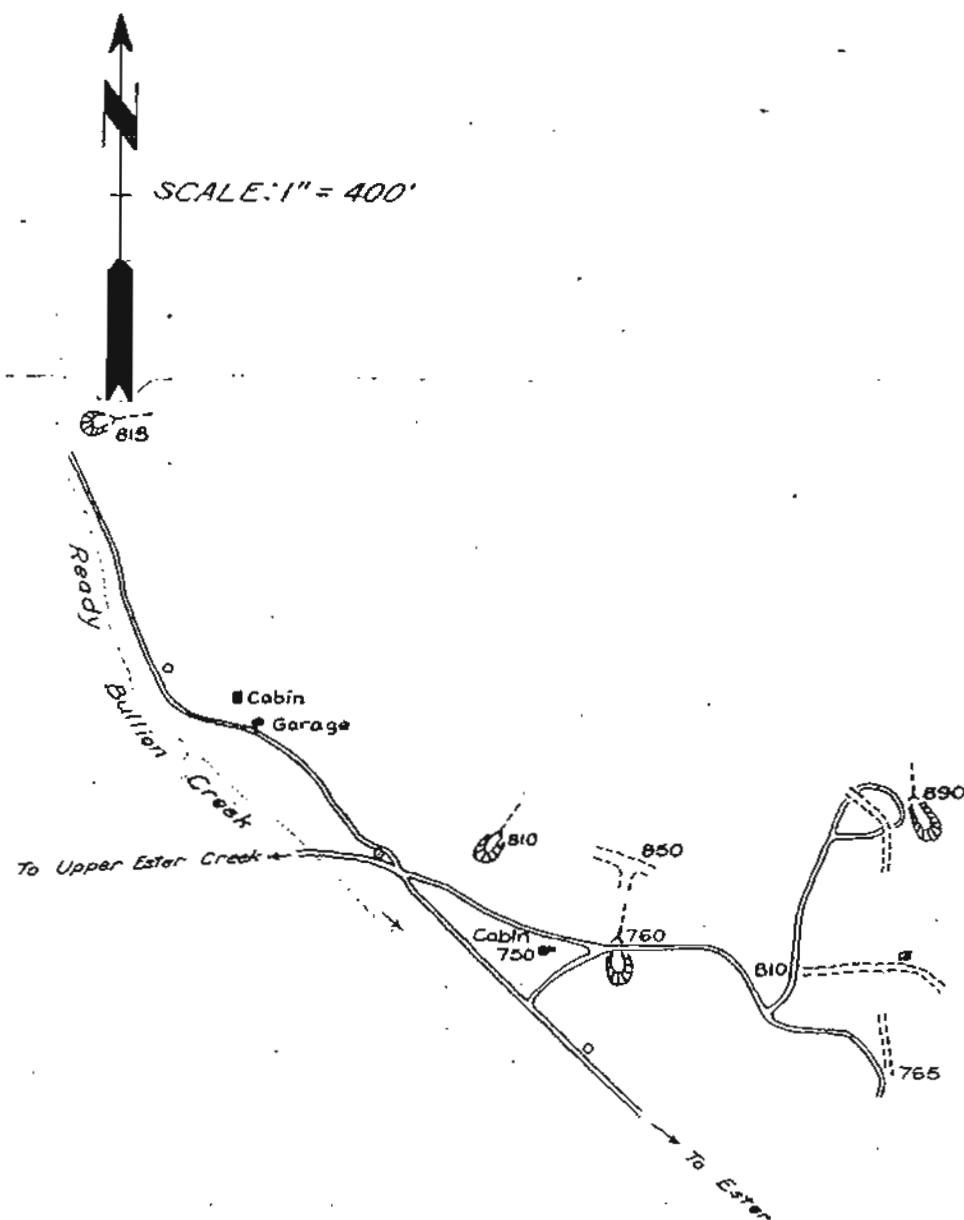 N
SCALE: 1" = 400'
815
Ready
Bullion
Creek
Cabin
Garage
To Upper Ester Creek
810
850
890
Cabin
750
760
810
765
To Ester